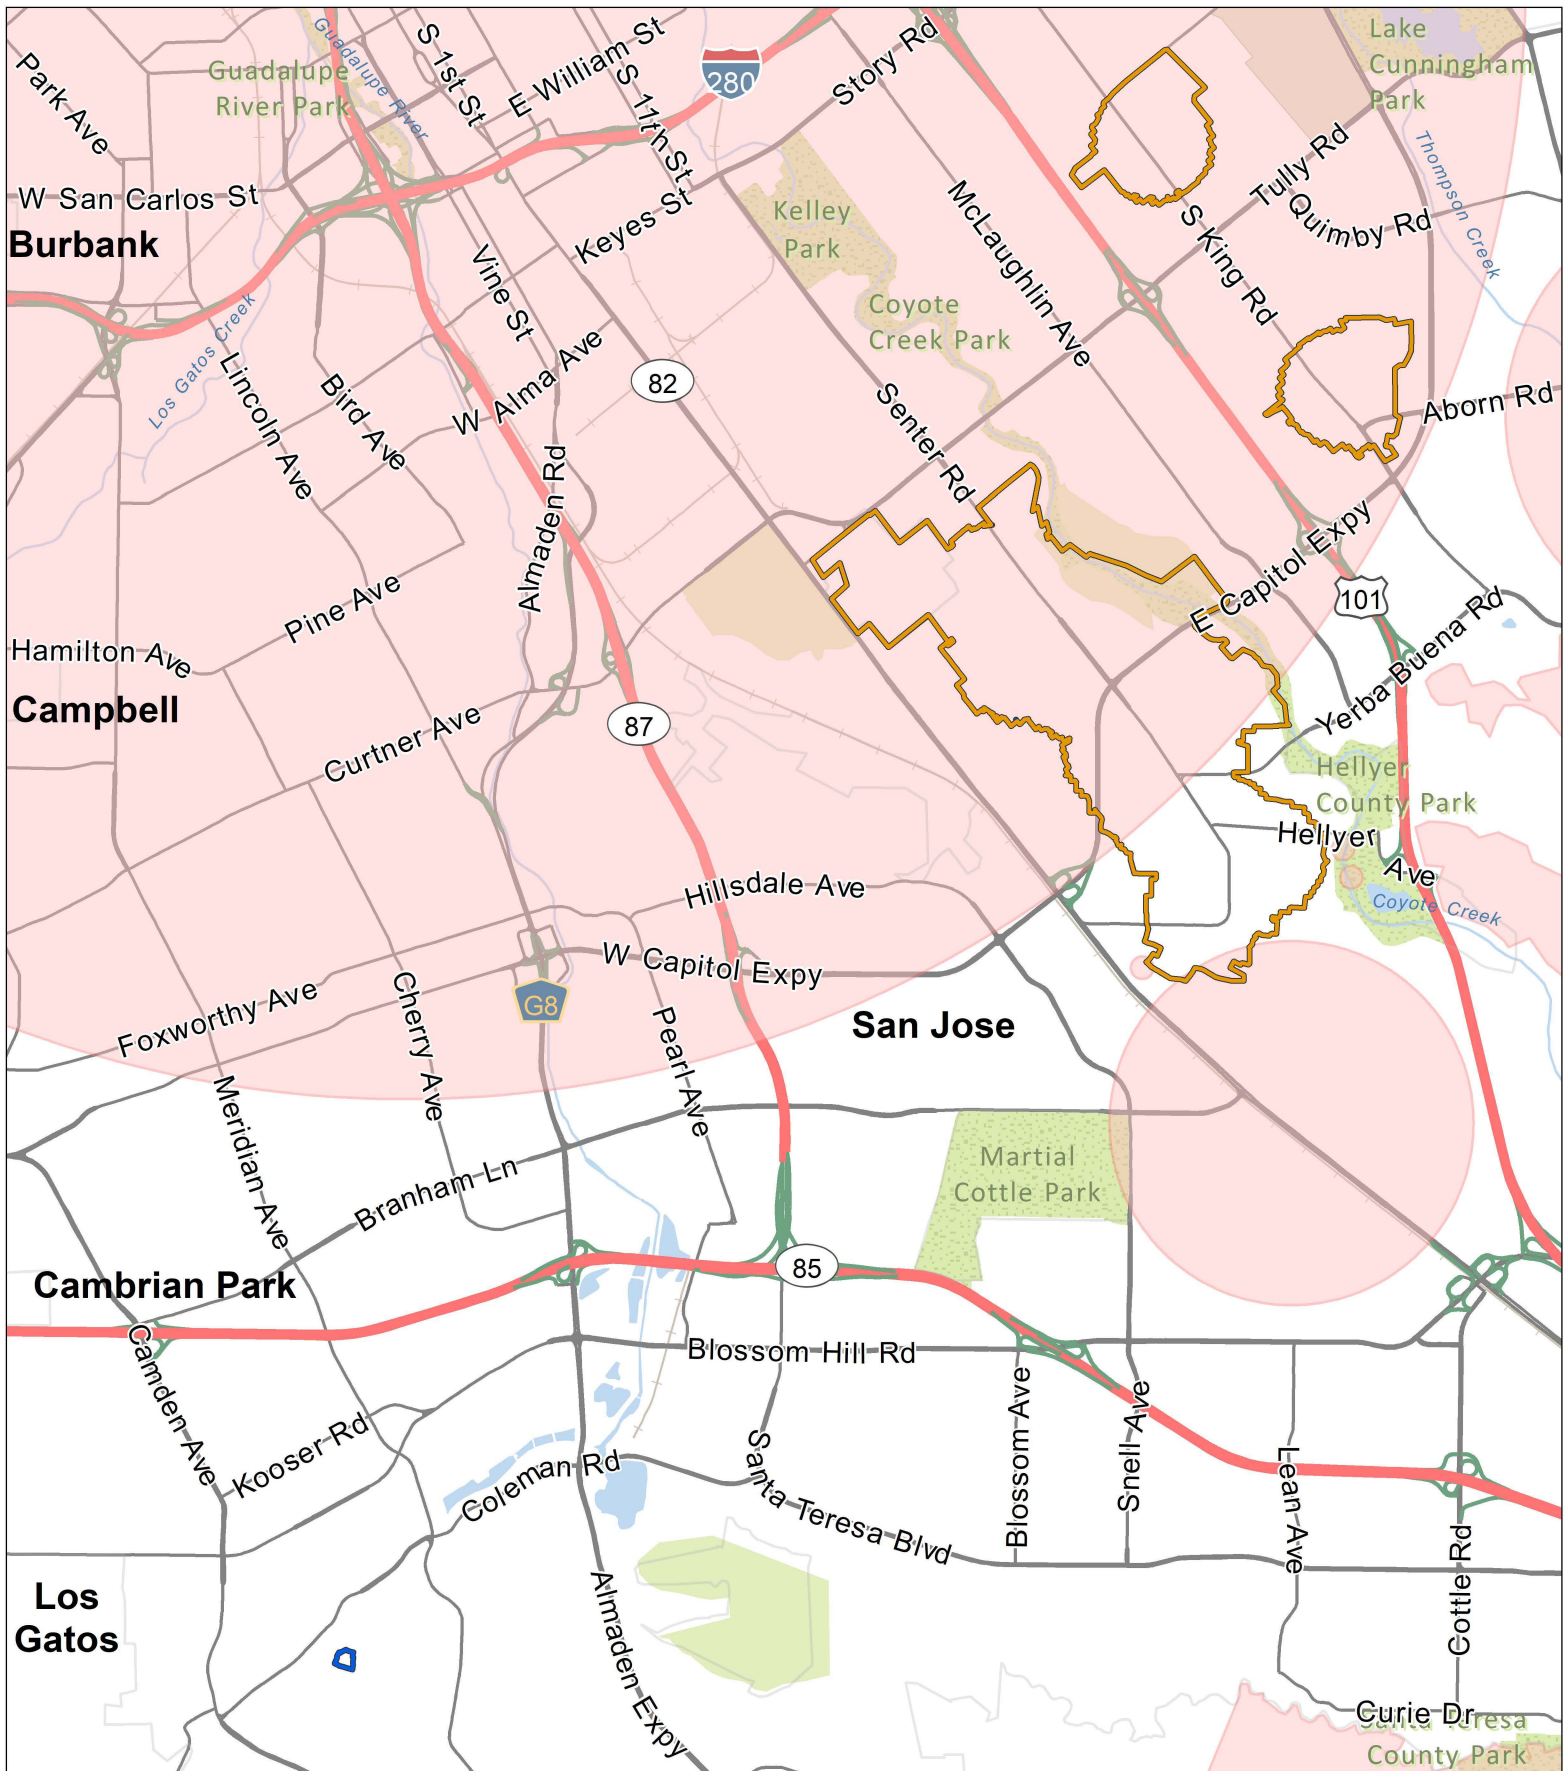 Lake
Cunningham
Park
Guadalupe
River Park
Guadalupe River
S 1st St
E William St
S 11th St
280
Story Rd
Park Ave
W San Carlos St
Burbank
Tully Rd
Quimby Rd
Thompson Creek
Kelley
Park
Keyes St
McLaughlin Ave
S King Rd
Vine St
Coyote
Creek Park
Los Gatos Creek
Lincoln Ave
Bird Ave
W Alma Ave
82
Senter Rd
Aborn Rd
Almaden Rd
E Capitol Expy
101
Pine Ave
Hamilton Ave
Yerba Buena Rd
Campbell
Curtner Ave
87
Hellyer
County Park
Hellyer
Ave
Coyote Creek
Hillsdale Ave
W Capitol Expy
G8
Foxworthy Ave
Cherry Ave
Pearl Ave
San Jose
Meridian Ave
Branham Ln
Martial
Cottle Park
Cambrian Park
85
Camden Ave
Blossom Hill Rd
Kooser Rd
Coleman Rd
Santa Teresa Blvd
Blossom Ave
Snell Ave
Lean Ave
Cottle Rd
Los
Gatos
Almaden Expy
Curie Dr
Santa Teresa
County Park